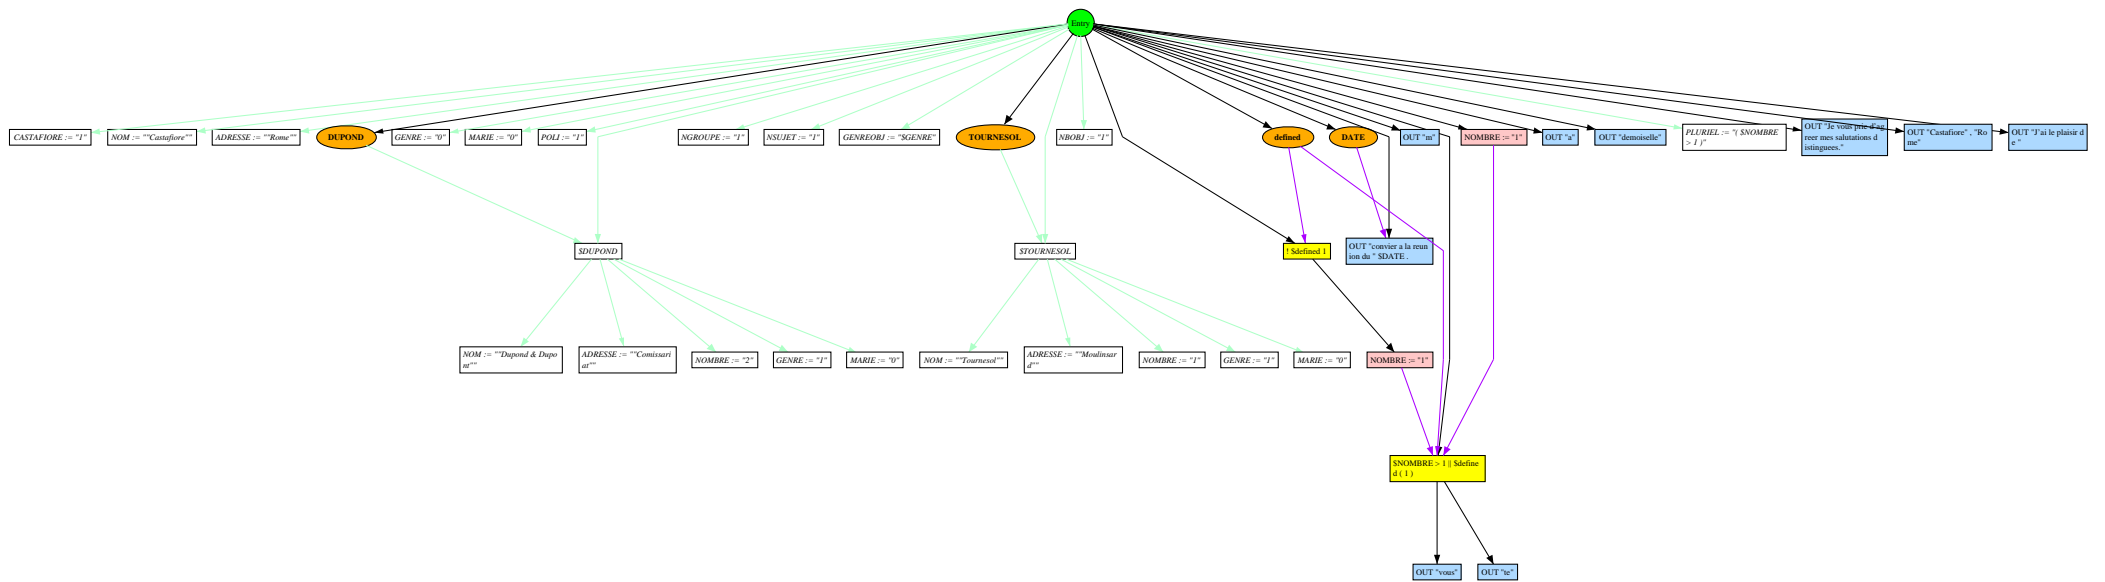 Entry
CASTAFIORE := "1"
NOM := ""Castafiore""
ADRESSE := ""Rome""
DUPOND
GENRE := "0"
MARIE := "0"
POLI := "1"
NGROUPE := "1"
NSUJET := "1"
GENREOBJ := "$GENRE"
TOURNESOL
NBOBJ := "1"
defined
DATE
OUT "m"
NOMBRE := "1"
OUT "a"
OUT "demoiselle"
PLURIEL := "( $NOMBRE
> 1 )"
OUT "Je vous prie d'ag
reer mes salutations d
istinguees."
OUT "Castafiore" , "Ro
me"
OUT "J'ai le plaisir d
e "
$DUPOND
$TOURNESOL
! $defined 1
OUT "convier a la reun
ion du " $DATE .
NOM := ""Dupond & Dupo
nt""
ADRESSE := ""Comissari
at""
NOMBRE := "2"
GENRE := "1"
MARIE := "0"
NOM := ""Tournesol""
ADRESSE := ""Moulinsar
d""
NOMBRE := "1"
GENRE := "1"
MARIE := "0"
NOMBRE := "1"
$NOMBRE > 1 || $define
d ( 1 )
OUT "vous"
OUT "te"